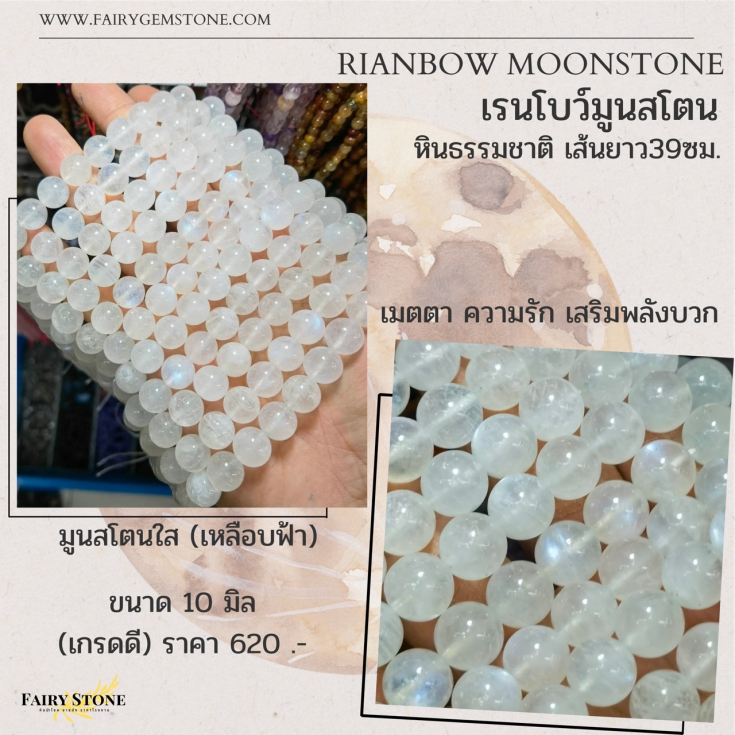 WWW.FAIRYGEMSTONE.COM
RIANBOW MOONSTONE
เรนโบว์มูนสโตน
หินธรรมชาติ เส้นยาว39ซม.
เมตตา ความรัก เสริมพลังบวก
มูนสโตนใส (เหลือบฟ้า)
ขนาด 10 มิล
(เกรดดี) ราคา 620 .-
FAIRY STONE